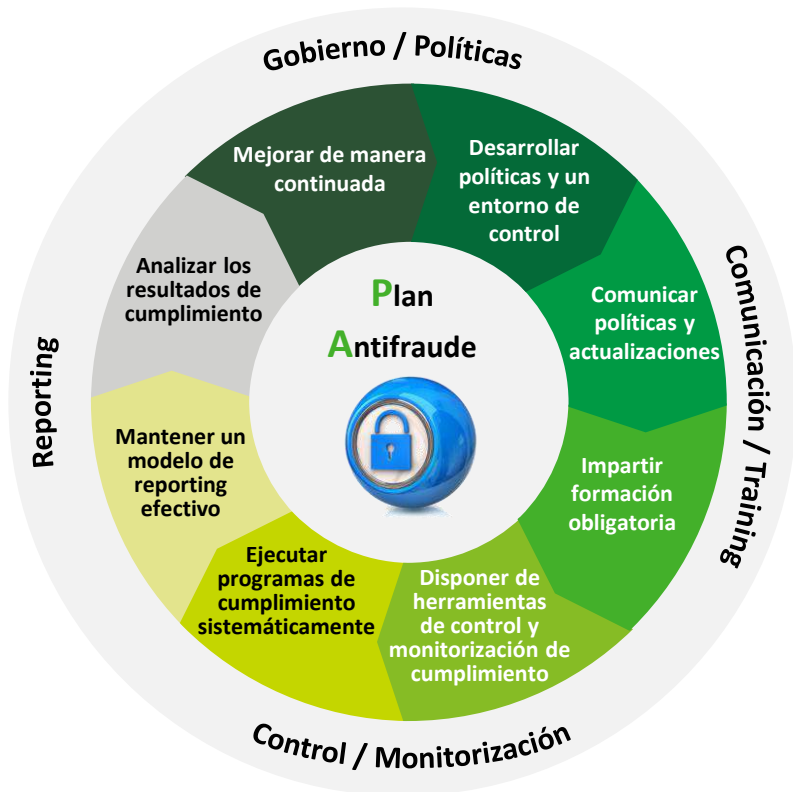 Gobierno / Políticas
Mejorar de manera
continuada
Desarrollar
políticas y un
entorno de
control
Comunicar
políticas y
actualizaciones
Comunicación / Training
Impartir
formación
obligatoria
Disponer de
herramientas
de control y
monitorización de
cumplimiento
Control / Monitorización
Ejecutar
programas de
cumplimiento
sistemáticamente
Mantener un
modelo de
reporting
efectivo
Reporting
Analizar los
resultados de
cumplimiento
Plan
Antifraude